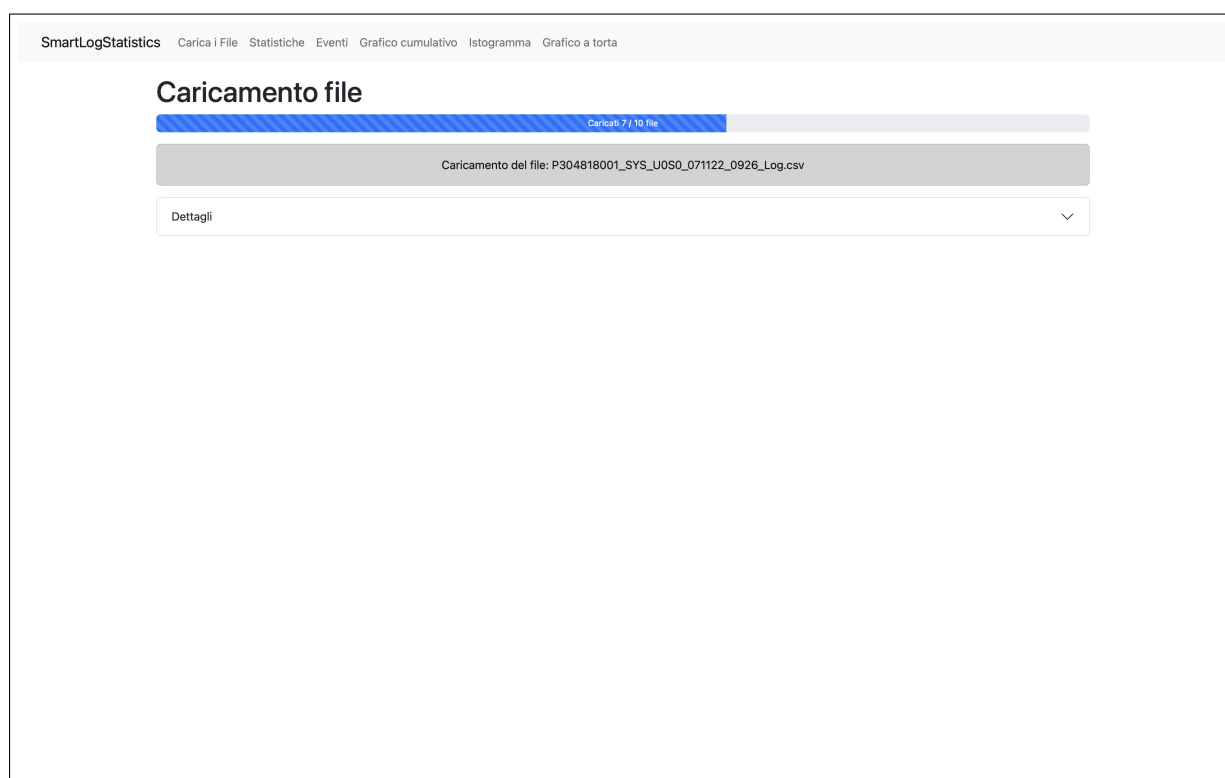 SmartLogStatistics Carica i File Statistiche Eventi Grafico cumulativo Istogramma Grafico a torta
Caricamento file
Caricati 7 / 10 file
Caricamento del file: P304818001_SYS_U0S0_071122_0926_Log.csv
Dettagli